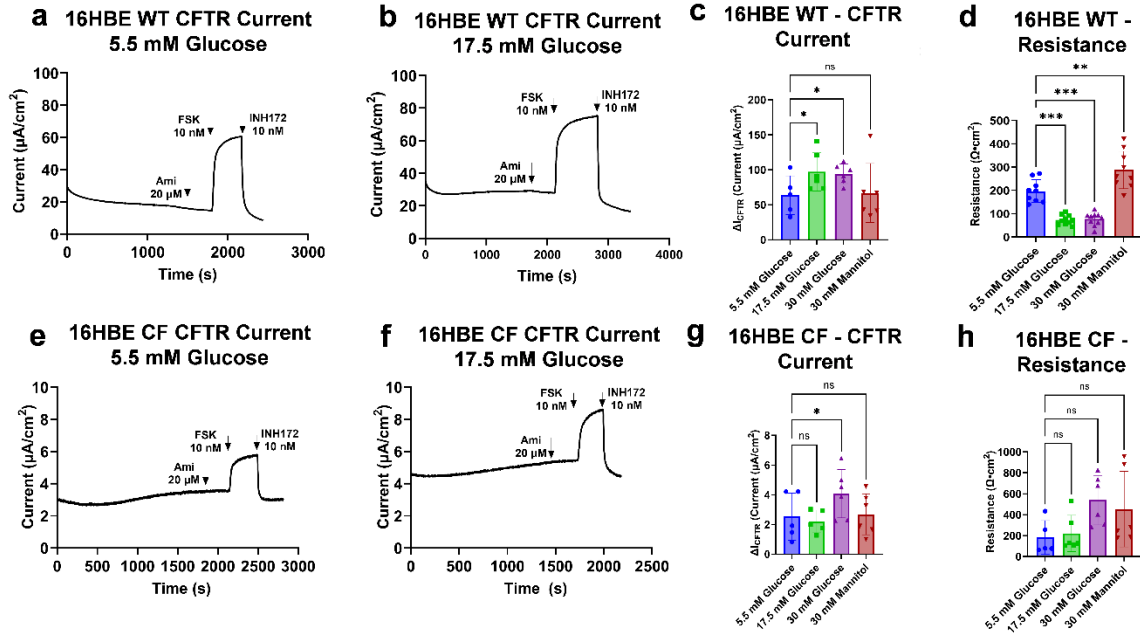 a
16HBE WT CFTR Current
5.5 mM Glucose
Current (µA/cm²)
100
80
60
40
20
0
FSK
10 nM
INH172
10 nM
Ami
20 µM
0
1000
2000
3000
Time (s)
b
16HBE WT CFTR Current
17.5 mM Glucose
Current (µA/cm²)
100
80
60
40
20
0
FSK
10 nM
INH172
10 nM
Ami
20 µM
0
1000
2000
3000
4000
Time (s)
c
16HBE WT - CFTR
Current
ΔI_CFTR (Current (µA/cm²)
200
150
100
50
0
ns
*
*
5.5 mM Glucose
17.5 mM Glucose
30 mM Glucose
30 mM Mannitol
d
16HBE WT -
Resistance
Resistance (Ω•cm²)
500
400
300
200
100
0
**
***
***
5.5 mM Glucose
17.5 mM Glucose
30 mM Glucose
30 mM Mannitol
e
16HBE CF CFTR Current
5.5 mM Glucose
Current (µA/cm²)
10
8
6
4
2
0
FSK
10 nM
INH172
10 nM
Ami
20 µM
0
500
1000
1500
2000
2500
3000
Time (s)
f
16HBE CF CFTR Current
17.5 mM Glucose
Current (µA/cm²)
10
8
6
4
2
0
FSK
10 nM
INH172
10 nM
Ami
20 µM
0
500
1000
1500
2000
2500
Time (s)
g
16HBE CF - CFTR
Current
ΔI_CFTR (Current (µA/cm²)
8
6
4
2
0
ns
*
ns
5.5 mM Glucose
17.5 mM Glucose
30 mM Glucose
30 mM Mannitol
h
16HBE CF -
Resistance
Resistance (Ω•cm²)
1000
800
600
400
200
0
ns
ns
ns
5.5 mM Glucose
17.5 mM Glucose
30 mM Glucose
30 mM Mannitol